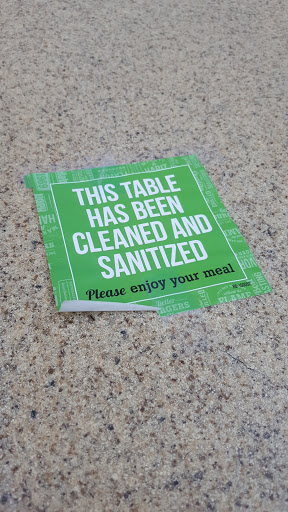 THIS TABLE
HAS BEEN
CLEANED AND
SANITIZED
Please enjoy your meal